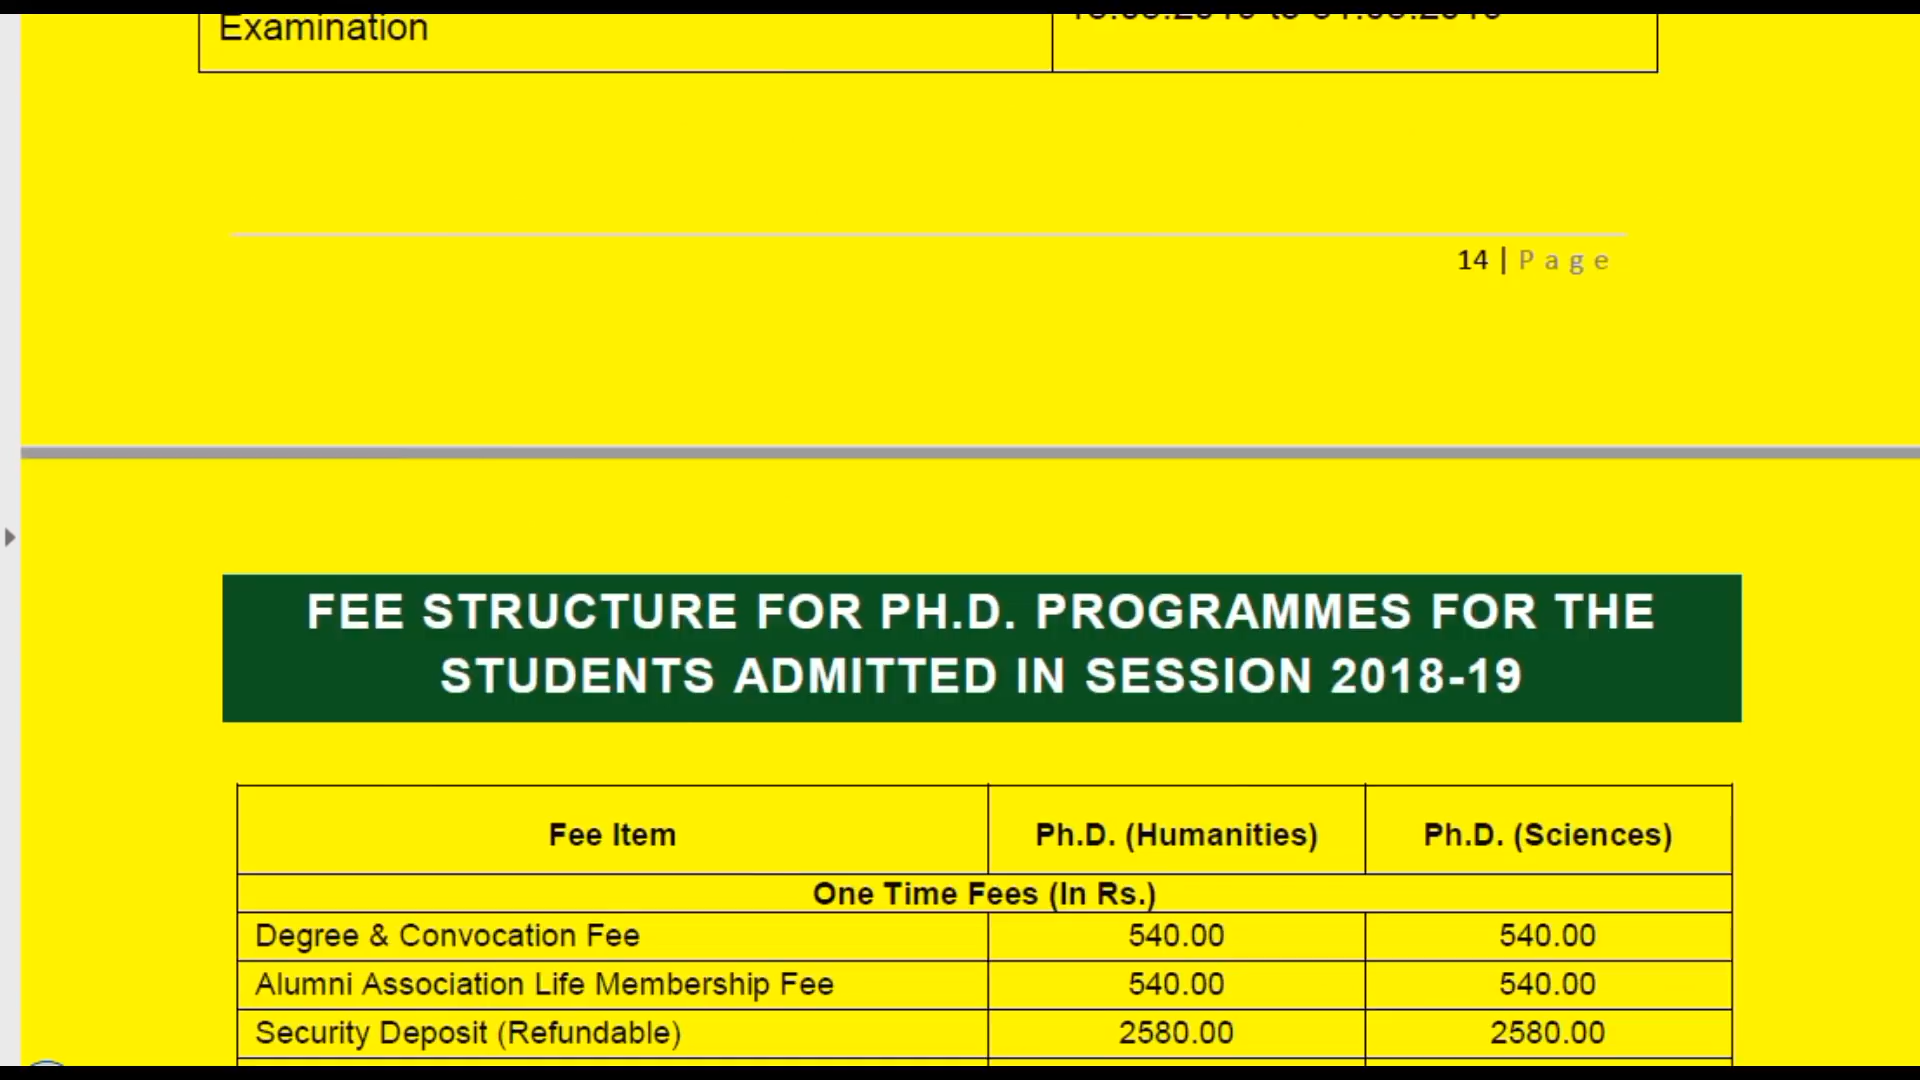 Examination
14 | Page
FEE STRUCTURE FOR PH.D. PROGRAMMES FOR THE
STUDENTS ADMITTED IN SESSION 2018-19
Fee Item Ph.D. (Humanities) Ph.D. (Sciences)
One Time Fees (In Rs.)
Degree & Convocation Fee 540.00 540.00
Alumni Association Life Membership Fee 540.00 540.00
Security Deposit (Refundable) 2580.00 2580.00